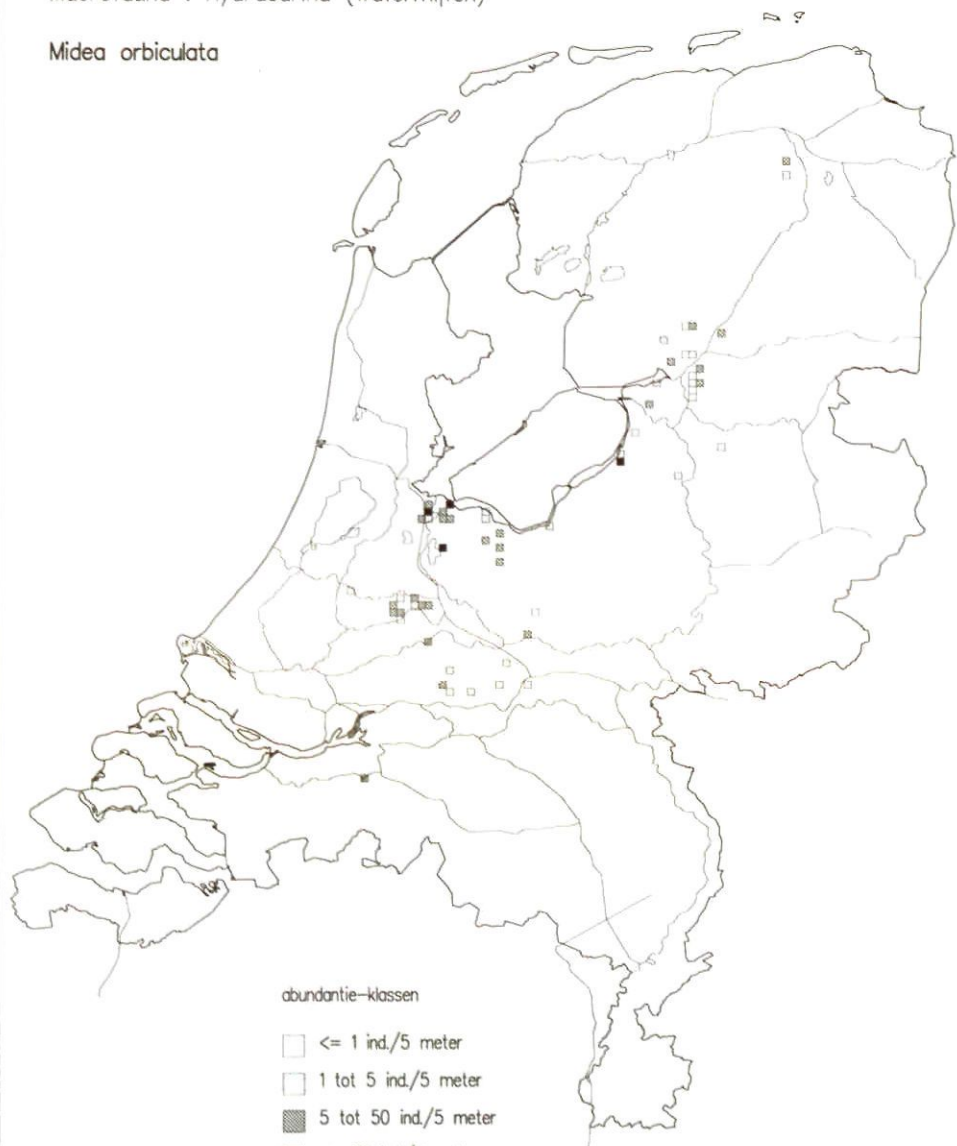 Midea orbiculata
abundantie-klassen
<= 1 ind./5 meter
1 tot 5 ind./5 meter
5 tot 50 ind./5 meter